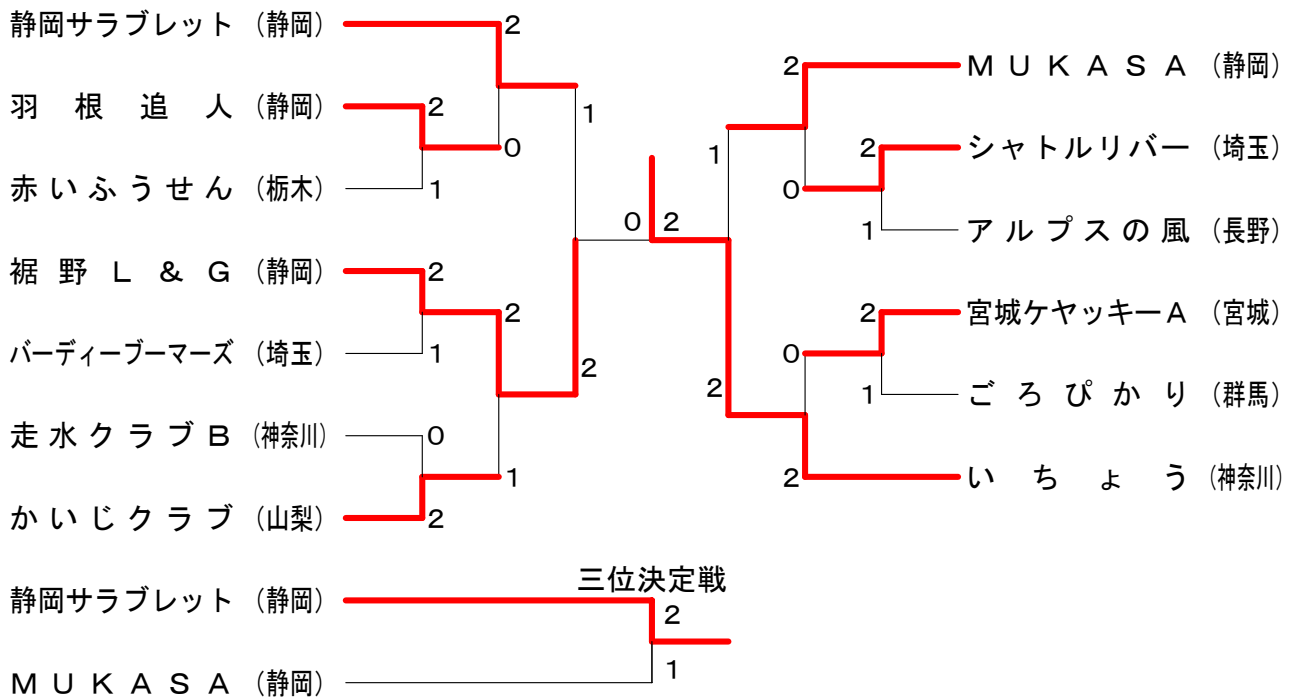 静岡サラブレット (静岡)
2
羽根追人 (静岡)
2
1
0
赤いふうせん (栃木)
1
裾野L&G (静岡)
2
2
バーディーブーマーズ (埼玉)
1
2
走水クラブB (神奈川)
0
1
かいじクラブ (山梨)
2
0 2
2
MUKASA (静岡)
1
2
シャトルリバー (埼玉)
0
1
アルプスの風 (長野)
2
宮城ケヤッキーA (宮城)
0
1
ごろぴかり (群馬)
2
2
いちょう (神奈川)
三位決定戦
静岡サラブレット (静岡)
2
1
MUKASA (静岡)